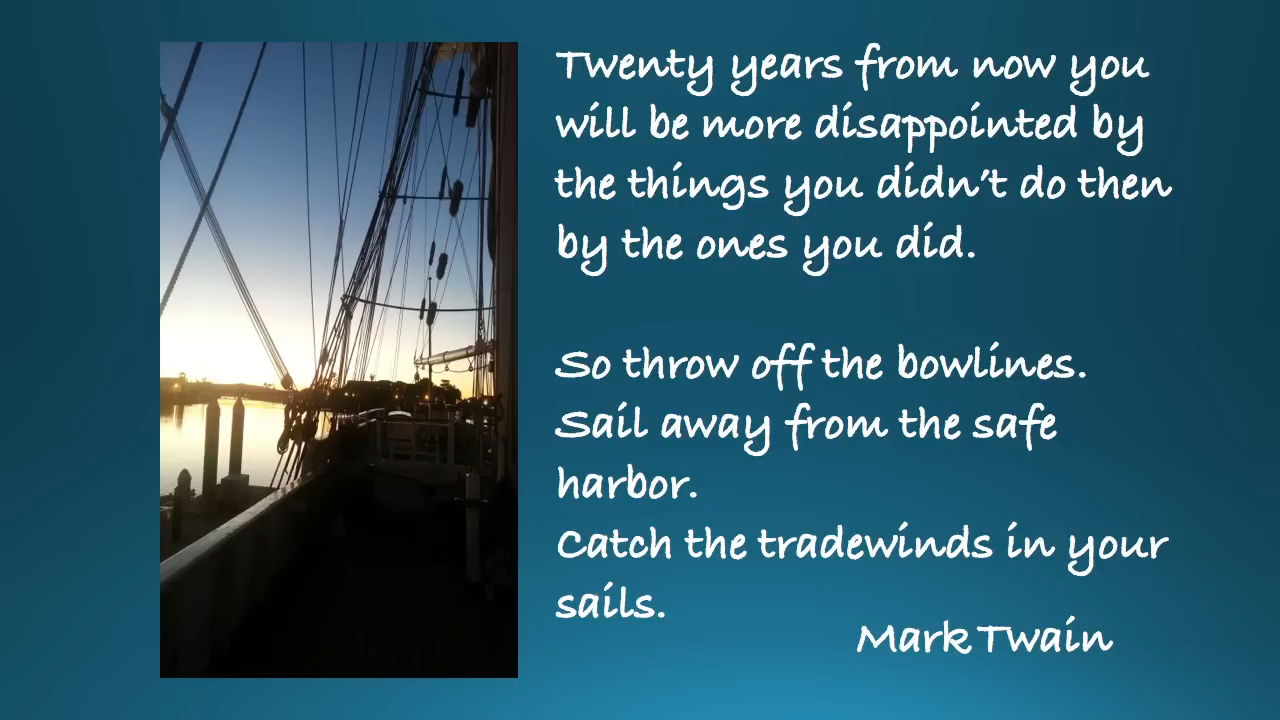 Twenty years from now you
will be more disappointed by
the things you didn’t do then
by the ones you did.
So throw off the bowlines.
Sail away from the safe
harbor.
Catch the tradewinds in your
sails.
Mark Twain